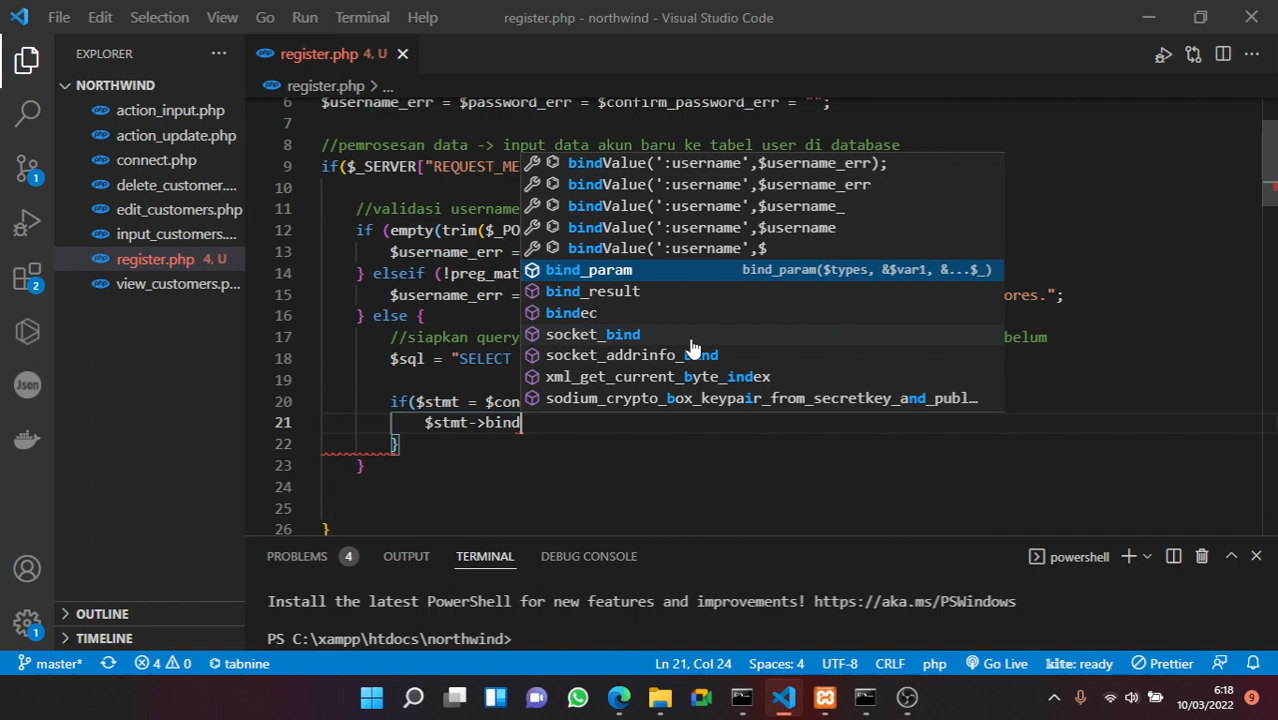 File Edit Selection View Go Run Terminal Help register.php - northwind - Visual Studio Code
EXPLORER
register.php 4, U
NORTHWIND
register.php > ...
action_input.php
action_update.php
connect.php
delete_customer....
edit_customers.php
input_customers....
register.php 4, U
view_customers.p...
OUTLINE
TIMELINE
6 $username_err = $password_err = $confirm_password_err = "";
7
8 //pemrosesan data -> input data akun baru ke tabel user di database
9 if($_SERVER["REQUEST_ME
10
11 //validasi username
12 if (empty(trim($_PO
13 $username_err =
14 } elseif (!preg_mat
15 $username_err = ores.";
16 } else {
17 //siapkan query belum
18 $sql = "SELECT
19
20 if($stmt = $con
21 $stmt->bind
22 }
23 }
24
25
26 }
bindValue(':username',$username_err);
bindValue(':username',$username_err
bindValue(':username',$username_
bindValue(':username',$username
bindValue(':username',$
bind_param bind_param($types, &$var1, &...$_)
bind_result
bindec
socket_bind
socket_addrinfo_bind
xml_get_current_byte_index
sodium_crypto_box_keypair_from_secretkey_and_publ...
PROBLEMS 4 OUTPUT TERMINAL DEBUG CONSOLE powershell
Install the latest PowerShell for new features and improvements! https://aka.ms/PSWindows
PS C:\xampp\htdocs\northwind>
master* 4 0 tabnine Ln 21, Col 24 Spaces: 4 UTF-8 CRLF php Go Live kite: ready Prettier
6:18
10/03/2022
9
1
2
Json
1